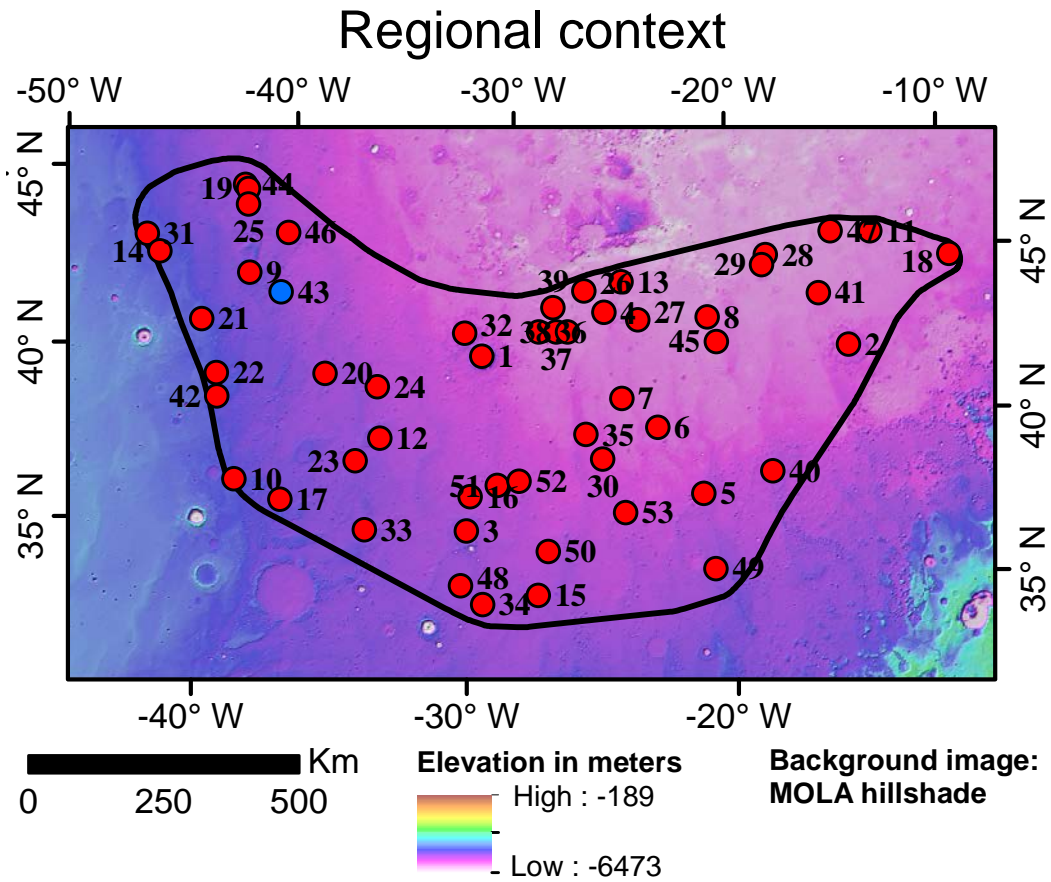 Regional context
-50° W -40° W -30° W -20° W -10° W
45° N
40° N
35° N
45° N
40° N
35° N
19 44
25 46
31
14
9
43
21
22
42
20
24
12
23
10
17
33
32
1
39
26 13
4 27
38 36
37
8
45
29 28
47 11
18
41
2
7
35 6
30
40
5
53
51 16 52
3
50
48
34 15
49
-40° W -30° W -20° W
Km
0 250 500
Elevation in meters
High : -189
Low : -6473
Background image:
MOLA hillshade